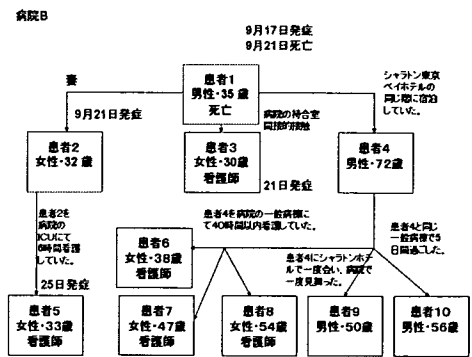 病院B
9月17日発症
9月21日死亡
妻
患者1
男性・35歳
死亡
シャラトン東京
ベイホテルの
同じ階に宿泊
していた。
9月21日発症
病院の待合室
間接的接触
患者2
女性・32歳
患者3
女性・30歳
看護師
患者4
男性・72歳
21日発症
患者2を
病院の
ICUにて
6時間看護
していた。
患者4を病院の一般病棟に
て40時間以内看護していた。
患者4と同じ
一般病棟で5
日間過ごした。
患者6
女性・38歳
看護師
患者4にシャラトンホテ
ルで一度会い、病院で
一度見舞った。
25日発症
患者5
女性・33歳
看護師
患者7
女性・47歳
看護師
患者8
女性・54歳
看護師
患者9
男性・50歳
患者10
男性・56歳